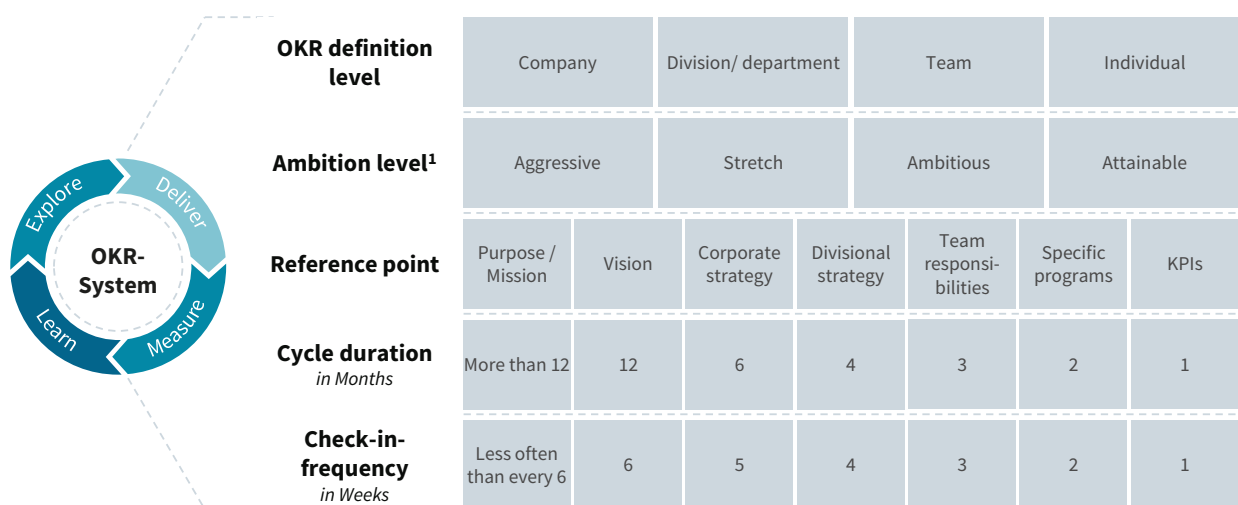 OKR definition
level
Company
Division/ department
Team
Individual
Ambition level¹
Aggressive
Stretch
Ambitious
Attainable
Explore
Deliver
Measure
Learn
OKR-
System
Reference point
Purpose /
Mission
Vision
Corporate
strategy
Divisional
strategy
Team
responsi-
bilities
Specific
programs
KPIs
Cycle duration
in Months
More than 12
12
6
4
3
2
1
Check-in-
frequency
in Weeks
Less often
than every 6
6
5
4
3
2
1